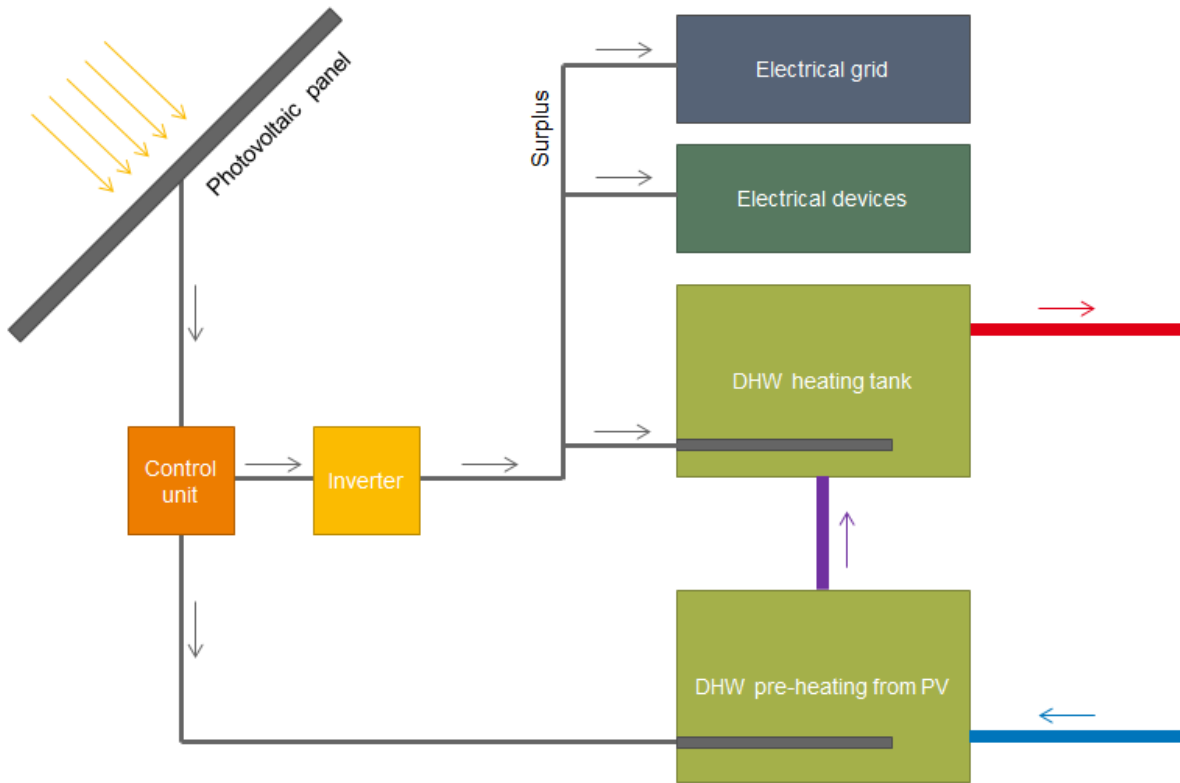 Photovoltaic panel
Surplus
Electrical grid
Electrical devices
DHW heating tank
Control
unit
Inverter
DHW pre-heating from PV